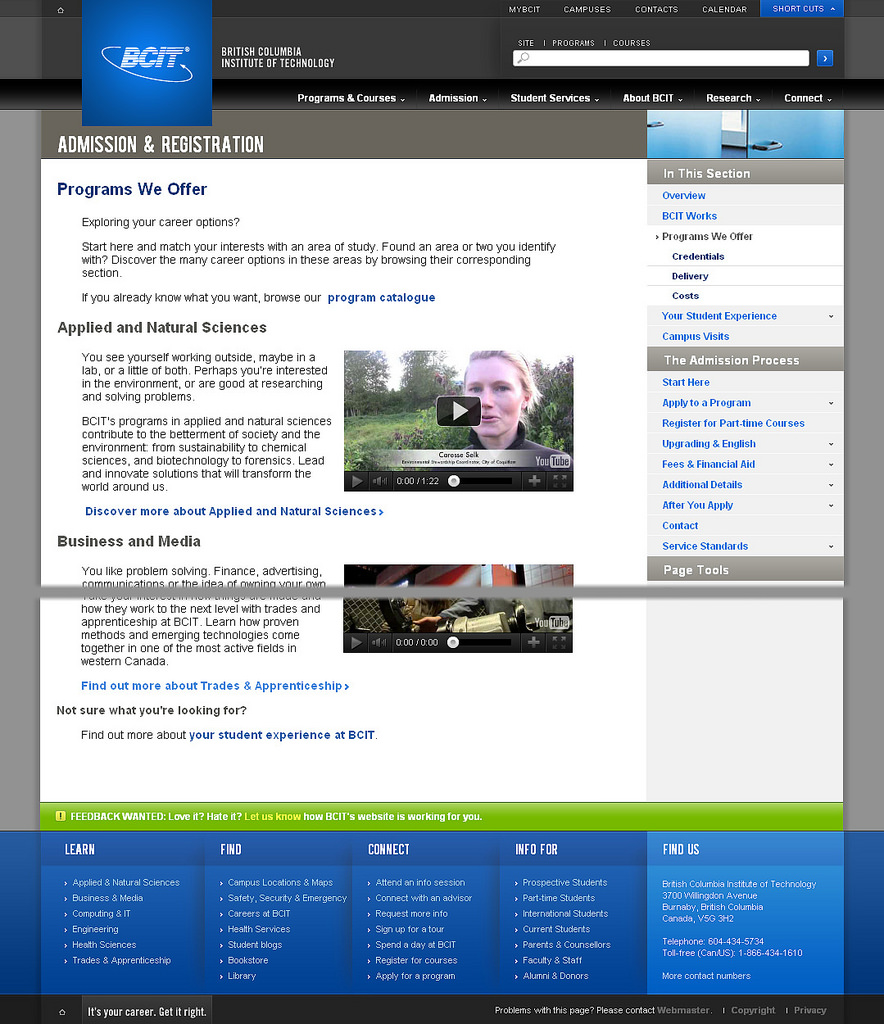 MYBCIT CAMPUSES CONTACTS CALENDAR SHORT CUTS
BCIT®
BRITISH COLUMBIA
INSTITUTE OF TECHNOLOGY
SITE | PROGRAMS | COURSES
Programs & Courses Admission Student Services About BCIT Research Connect
ADMISSION & REGISTRATION
Programs We Offer
Exploring your career options?
Start here and match your interests with an area of study. Found an area or two you identify
with? Discover the many career options in these areas by browsing their corresponding
section.
If you already know what you want, browse our program catalogue
Applied and Natural Sciences
You see yourself working outside, maybe in a
lab, or a little of both. Perhaps you're interested
in the environment, or are good at researching
and solving problems.
BCIT's programs in applied and natural sciences
contribute to the betterment of society and the
environment: from sustainability to chemical
sciences, and biotechnology to forensics. Lead
and innovate solutions that will transform the
world around us.
Caresse Selk
Environmental Stewardship Coordinator, City of Coquitlam
YouTube
0:00 / 1:22
Discover more about Applied and Natural Sciences
Business and Media
You like problem solving. Finance, advertising,
communications or the idea of owning your own
Take your interest in how things are made and
how they work to the next level with trades and
apprenticeship at BCIT. Learn how proven
methods and emerging technologies come
together in one of the most active fields in
western Canada.
YouTube
0:00 / 0:00
Find out more about Trades & Apprenticeship
Not sure what you're looking for?
Find out more about your student experience at BCIT.
In This Section
Overview
BCIT Works
Programs We Offer
Credentials
Delivery
Costs
Your Student Experience
Campus Visits
The Admission Process
Start Here
Apply to a Program
Register for Part-time Courses
Upgrading & English
Fees & Financial Aid
Additional Details
After You Apply
Contact
Service Standards
Page Tools
FEEDBACK WANTED: Love it? Hate it? Let us know how BCIT's website is working for you.
LEARN
Applied & Natural Sciences
Business & Media
Computing & IT
Engineering
Health Sciences
Trades & Apprenticeship
FIND
Campus Locations & Maps
Safety, Security & Emergency
Careers at BCIT
Health Services
Student blogs
Bookstore
Library
CONNECT
Attend an info session
Connect with an advisor
Request more info
Sign up for a tour
Spend a day at BCIT
Register for courses
Apply for a program
INFO FOR
Prospective Students
Part-time Students
International Students
Current Students
Parents & Counsellors
Faculty & Staff
Alumni & Donors
FIND US
British Columbia Institute of Technology
3700 Willingdon Avenue
Burnaby, British Columbia
Canada, V5G 3H2
Telephone: 604-434-5734
Toll-free (Can/US): 1-866-434-1610
More contact numbers
It's your career. Get it right.
Problems with this page? Please contact Webmaster. | Copyright | Privacy